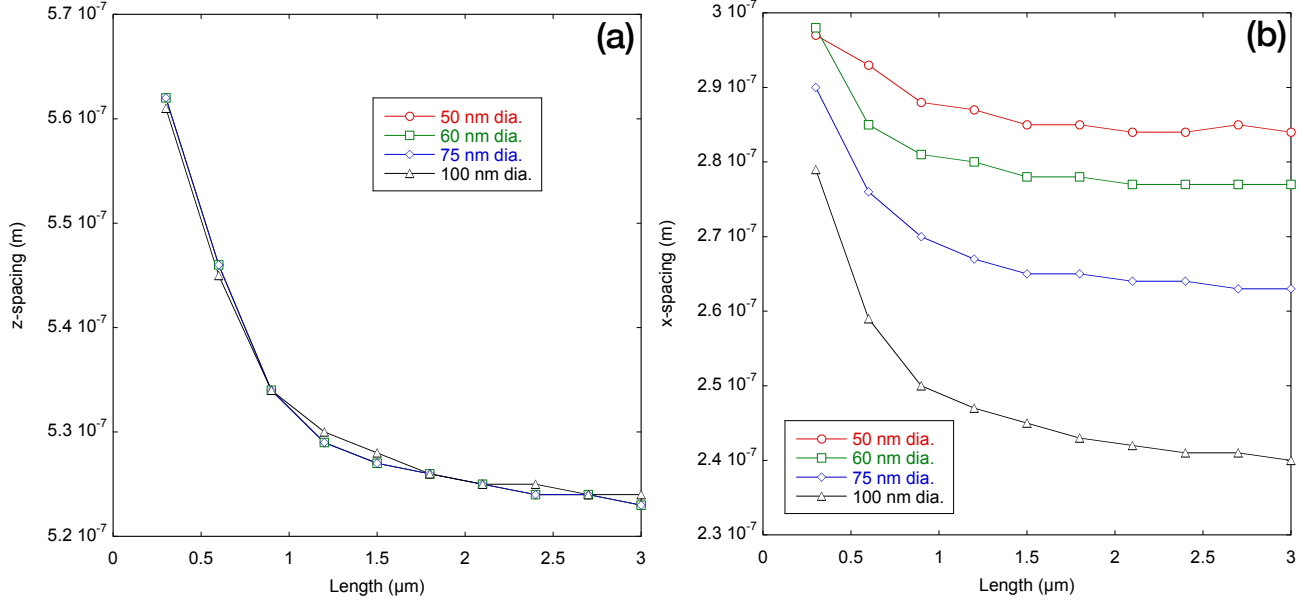 (a)
5.7 10⁻⁷
5.6 10⁻⁷
5.5 10⁻⁷
5.4 10⁻⁷
5.3 10⁻⁷
5.2 10⁻⁷
z-spacing (m)
50 nm dia.
60 nm dia.
75 nm dia.
100 nm dia.
0 0.5 1 1.5 2 2.5 3
Length (µm)
(b)
3 10⁻⁷
2.9 10⁻⁷
2.8 10⁻⁷
2.7 10⁻⁷
2.6 10⁻⁷
2.5 10⁻⁷
2.4 10⁻⁷
2.3 10⁻⁷
x-spacing (m)
50 nm dia.
60 nm dia.
75 nm dia.
100 nm dia.
0 0.5 1 1.5 2 2.5 3
Length (µm)